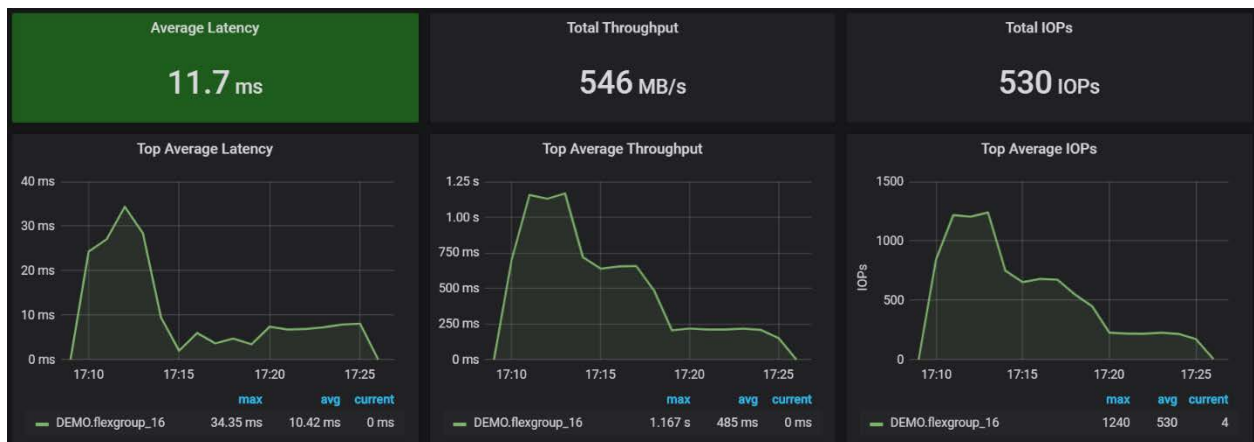 Average Latency
11.7 ms
Total Throughput
546 MB/s
Total IOPs
530 IOPs
Top Average Latency
40 ms
30 ms
20 ms
10 ms
0 ms
17:10 17:15 17:20 17:25
max avg current
DEMO.flexgroup_16 34.35 ms 10.42 ms 0 ms
Top Average Throughput
1.25 s
1.00 s
750 ms
500 ms
250 ms
0 ms
17:10 17:15 17:20 17:25
max avg current
DEMO.flexgroup_16 1.167 s 485 ms 0 ms
Top Average IOPs
IOPs
1500
1000
500
0
17:10 17:15 17:20 17:25
max avg current
DEMO.flexgroup_16 1240 530 4